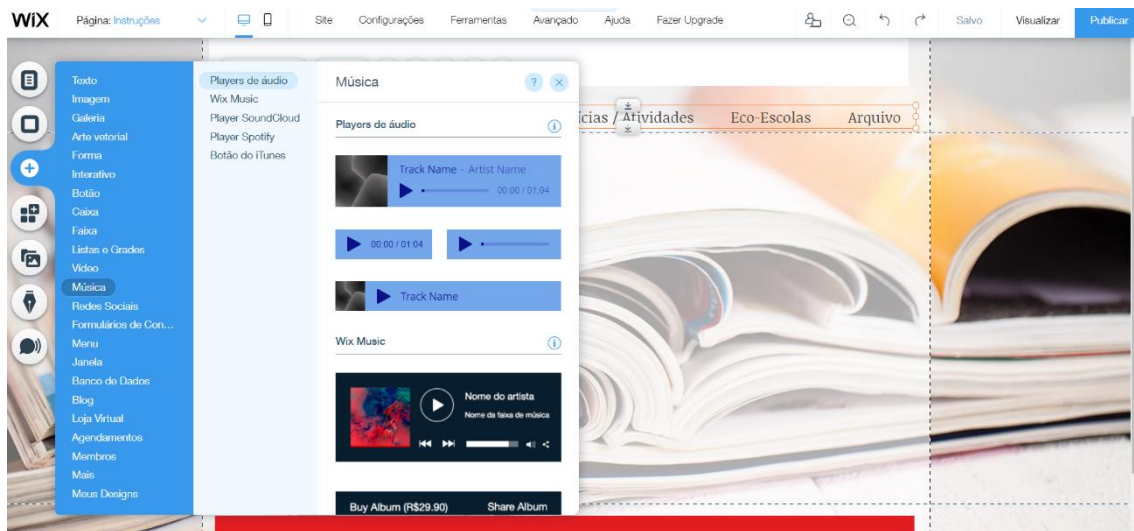 WiX
Página: Instruções
Site Configurações Ferramentas Avançado Ajuda Fazer Upgrade
Salvo Visualizar Publicar
Texto
Imagem
Galeria
Arte vetorial
Forma
Interativo
Botão
Caixa
Faixa
Listas e Grades
Vídeo
Música
Redes Sociais
Formulários de Con...
Menu
Janela
Banco de Dados
Blog
Loja Virtual
Agendamentos
Membros
Mais
Meus Designs
Players de áudio
Wix Music
Player SoundCloud
Player Spotify
Botão do iTunes
Música
?
Players de áudio
Track Name - Artist Name
00:00 / 01:04
00:00 / 01:04
Track Name
Wix Music
Nome do artista
Nome da faixa de música
Buy Album (R$29.90) Share Album
cias / Atividades Eco-Escolas Arquivo